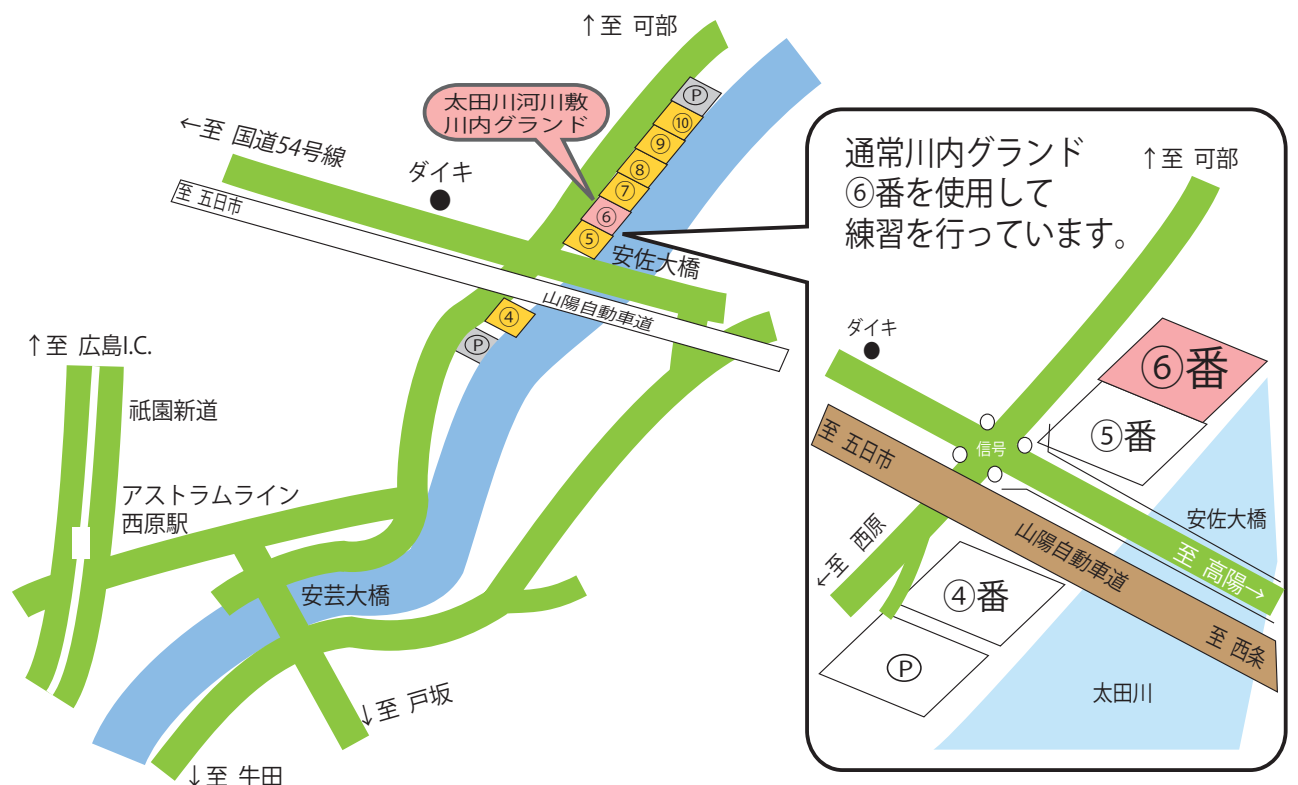 ↑至 可部
太田川河川敷
川内グランド
←至 国道54号線
ダイキ
至 五日市
P
⑩
⑨
⑧
⑦
⑥
⑤
安佐大橋
山陽自動車道
④
P
↑至 広島I.C.
祇園新道
アストラムライン
西原駅
安芸大橋
↓至 戸坂
↓至 牛田
通常川内グランド
⑥番を使用して
練習を行っています。
↑至 可部
ダイキ
⑥番
⑤番
信号
至 五日市
安佐大橋
山陽自動車道
至 高陽→
←至 西原
④番
至 西条
P
太田川